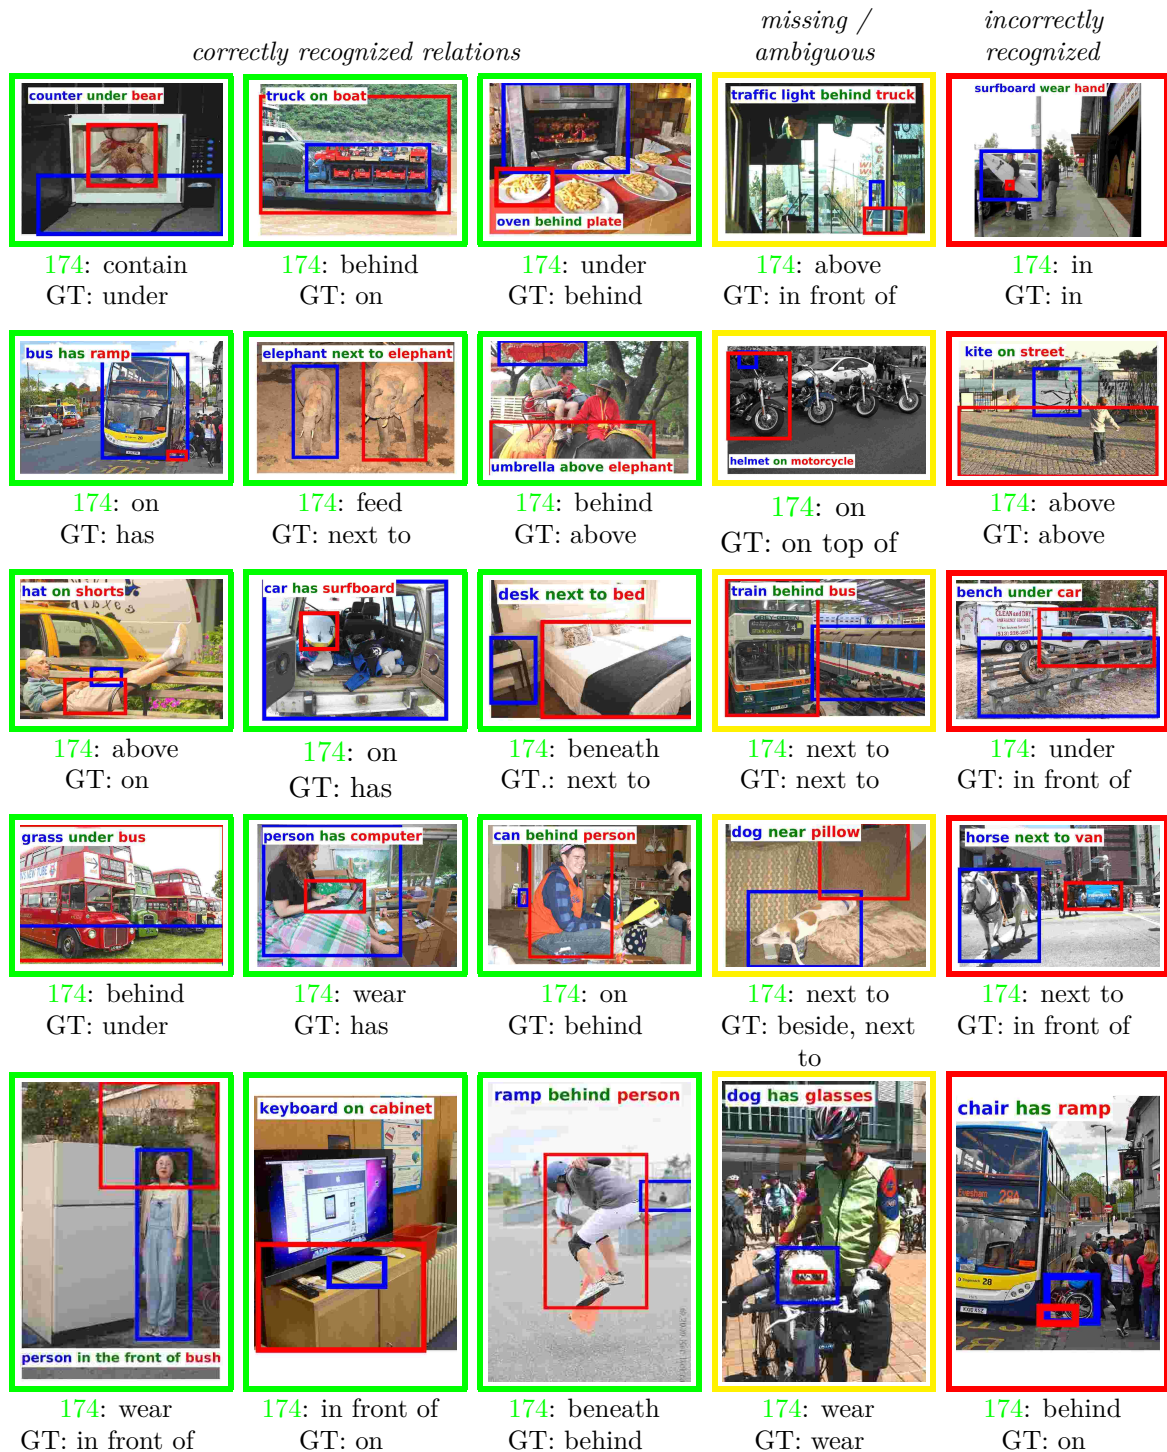 missing / incorrectly
correctly recognized relations ambiguous recognized
counter under bear
truck on boat
oven behind plate
traffic light behind truck
surfboard wear hand
174: contain 174: behind 174: under 174: above 174: in
GT: under GT: on GT: behind GT: in front of GT: in
bus has ramp
elephant next to elephant
umbrella above elephant
helmet on motorcycle
kite on street
174: on 174: feed 174: behind 174: on 174: above
GT: has GT: next to GT: above GT: on top of GT: above
hat on shorts
car has surfboard
desk next to bed
train behind bus
bench under car
CLEAN and DRY
174: above 174: on 174: beneath 174: next to 174: under
GT: on GT: has GT.: next to GT: next to GT: in front of
grass under bus
person has computer
can behind person
dog near pillow
horse next to van
174: behind 174: wear 174: on 174: next to 174: next to
GT: under GT: has GT: behind GT: beside, next GT: in front of
to
person in the front of bush
keyboard on cabinet
ramp behind person
dog has glasses
chair has ramp
28
174: wear 174: in front of 174: beneath 174: wear 174: behind
GT: in front of GT: on GT: behind GT: wear GT: on